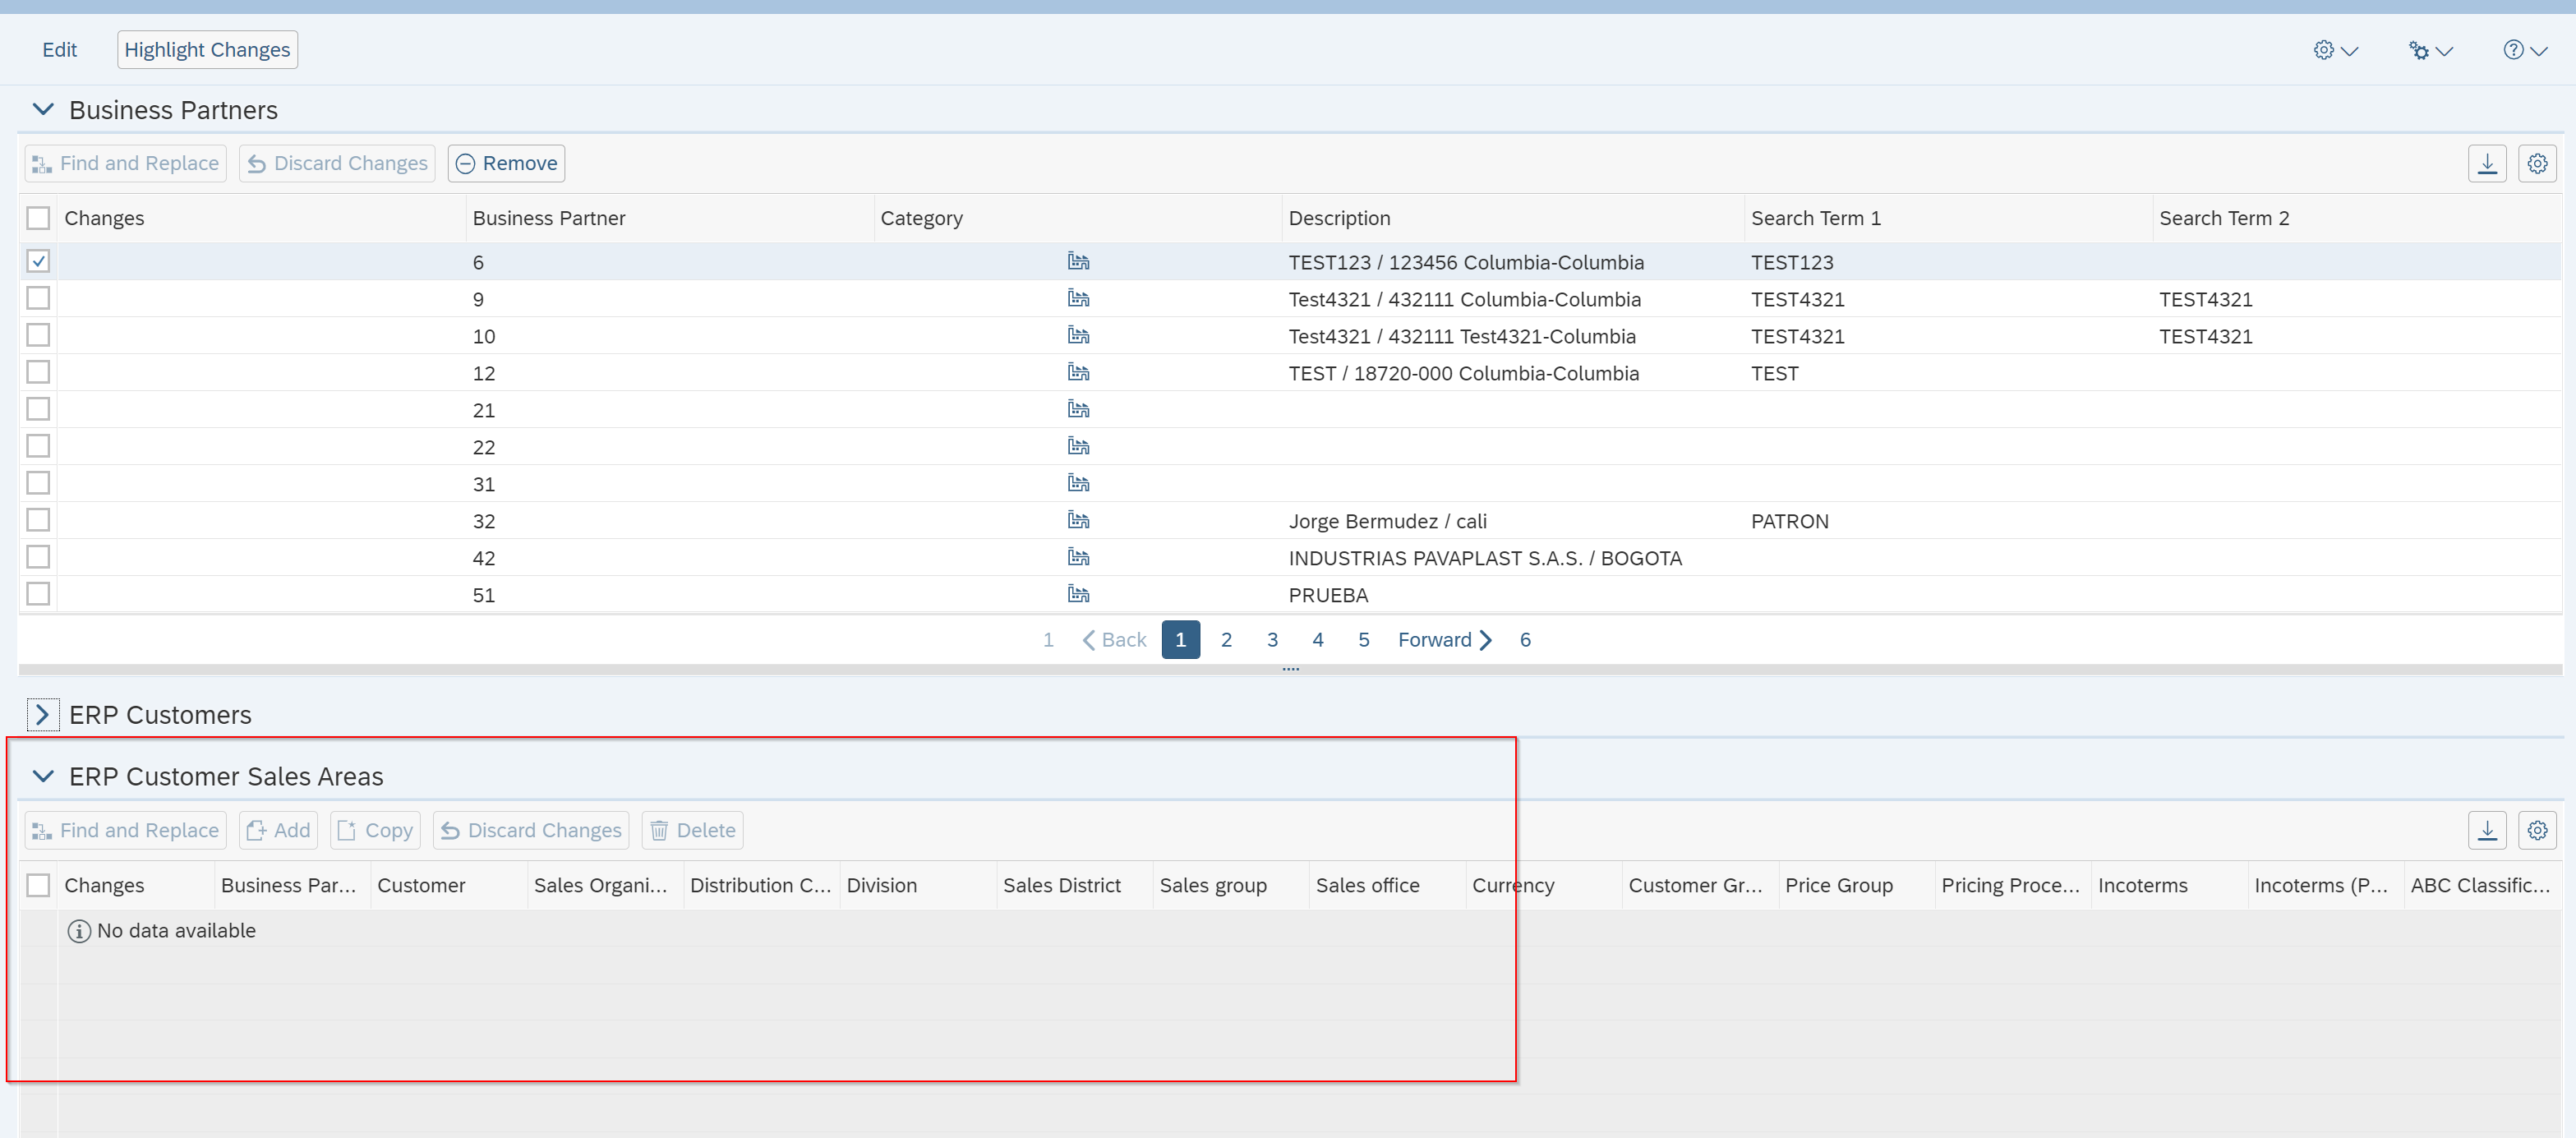 Edit Highlight Changes
Business Partners
Find and Replace Discard Changes Remove
Changes Business Partner Category Description Search Term 1 Search Term 2
6 TEST123 / 123456 Columbia-Columbia TEST123
9 Test4321 / 432111 Columbia-Columbia TEST4321 TEST4321
10 Test4321 / 432111 Test4321-Columbia TEST4321 TEST4321
12 TEST / 18720-000 Columbia-Columbia TEST
21
22
31
32 Jorge Bermudez / cali PATRON
42 INDUSTRIAS PAVAPLAST S.A.S. / BOGOTA
51 PRUEBA
1 Back 1 2 3 4 5 Forward 6
ERP Customers
ERP Customer Sales Areas
Find and Replace Add Copy Discard Changes Delete
Changes Business Par... Customer Sales Organi... Distribution C... Division Sales District Sales group Sales office Currency Customer Gr... Price Group Pricing Proce... Incoterms Incoterms (P... ABC Classific...
No data available